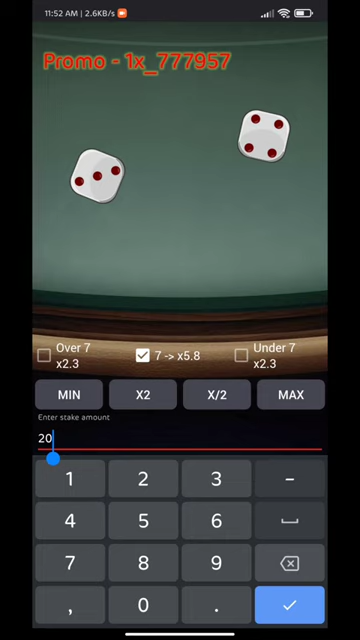 11:52 AM | 2.6KB/s
Promo - 1x_777957
Over 7
x2.3
7 -> x5.8
Under 7
x2.3
MIN
X2
X/2
MAX
Enter stake amount
20
1
2
3
-
4
5
6
7
8
9
,
0
.